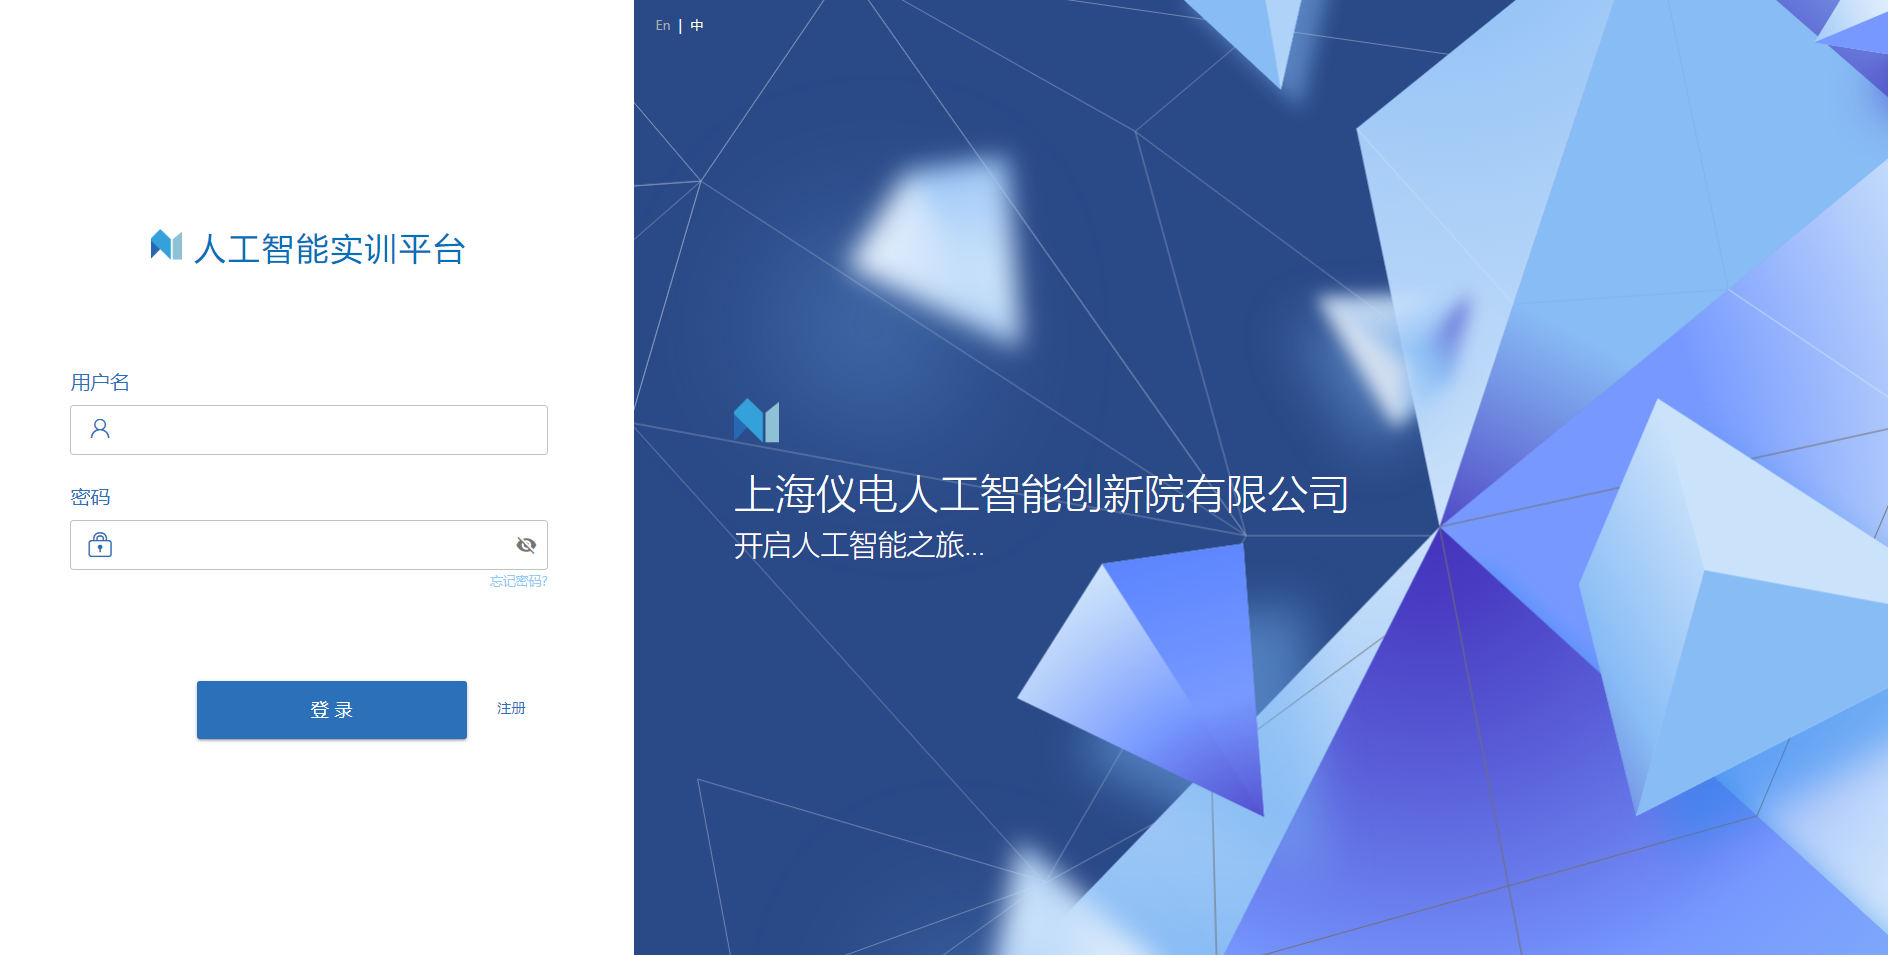 人工智能实训平台
用户名
密码
忘记密码?
登 录
注册
En | 中
上海仪电人工智能创新院有限公司
开启人工智能之旅...